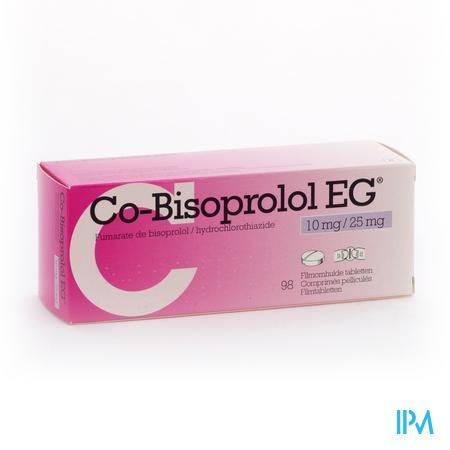 Co-Bisoprolol EG®
Fumarate de bisoprolol / hydrochlorothiazide
10 mg / 25 mg
98
Filmomhulde tabletten
Comprimés pelliculés
Filmtabletten
C
Co-Bisoprolol EG®
IPM